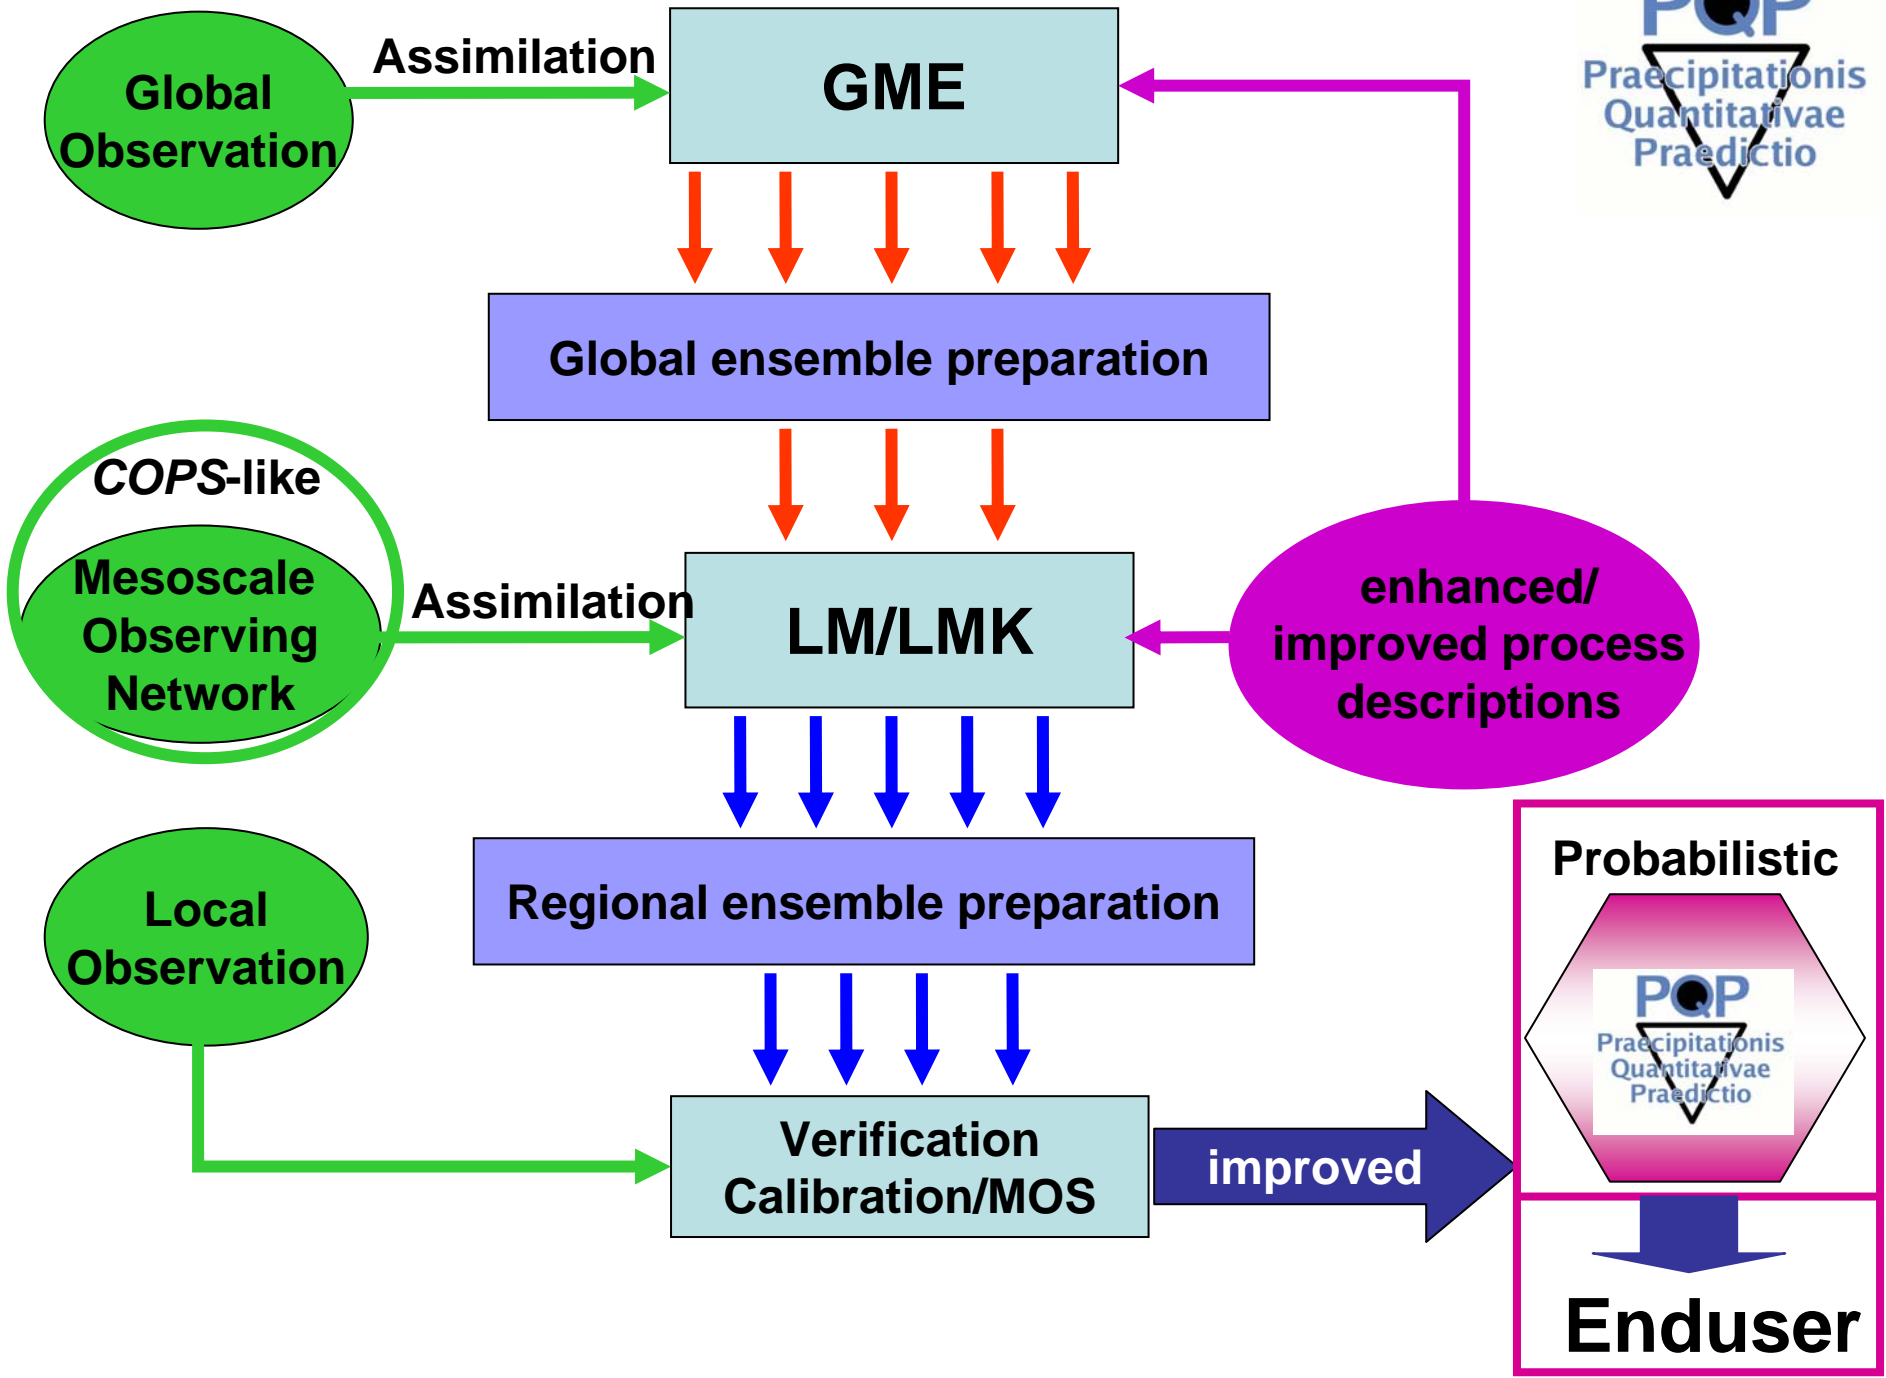 PQP
Praecipitationis
Quantitativae
Praedictio
Global
Observation
Assimilation
GME
Global ensemble preparation
COPS-like
Mesoscale
Observing
Network
Assimilation
LM/LMK
enhanced/
improved process
descriptions
Regional ensemble preparation
Local
Observation
Verification
Calibration/MOS
improved
Probabilistic
PQP
Praecipitationis
Quantitativae
Praedictio
Enduser